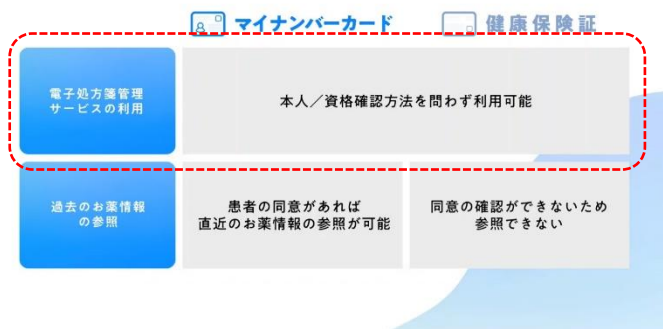 マイナンバーカード
健康保険証
電子処方箋管理
サービスの利用
本人／資格確認方法を問わず利用可能
過去のお薬情報
の参照
患者の同意があれば
直近のお薬情報の参照が可能
同意の確認ができないため
参照できない